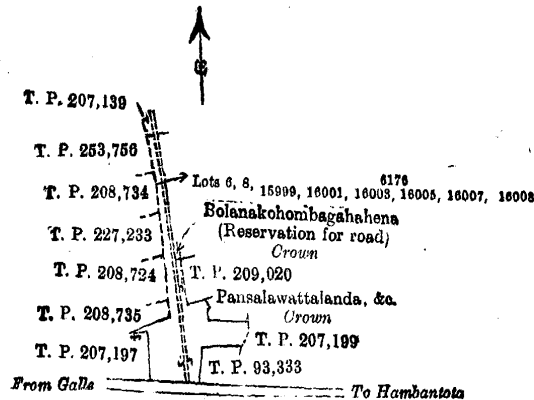 T. P. 207,139
T. P. 253,756
6176
T. P. 208,734
Lots 6, 8, 15999, 16001, 16003, 16005, 16007, 16008
Bolanakohombagahahena
(Reservation for road)
Crown
T. P. 227,233
T. P. 208,724
T. P. 209,020
Pansalawattalanda, &c.
Crown
T. P. 208,735
T. P. 207,199
T. P. 207,197
T. P. 93,333
From Galle
To Hambantota